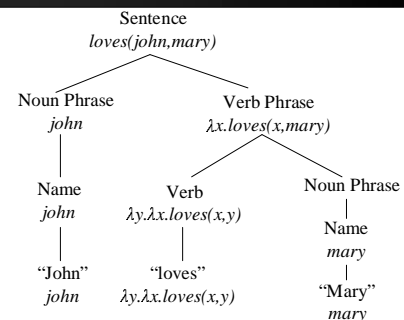 Sentence
loves(john,mary)
Noun Phrase
john
Verb Phrase
λx.loves(x,mary)
Name
john
Verb
λy.λx.loves(x,y)
Noun Phrase
Name
mary
“John”
john
“loves”
λy.λx.loves(x,y)
“Mary”
mary